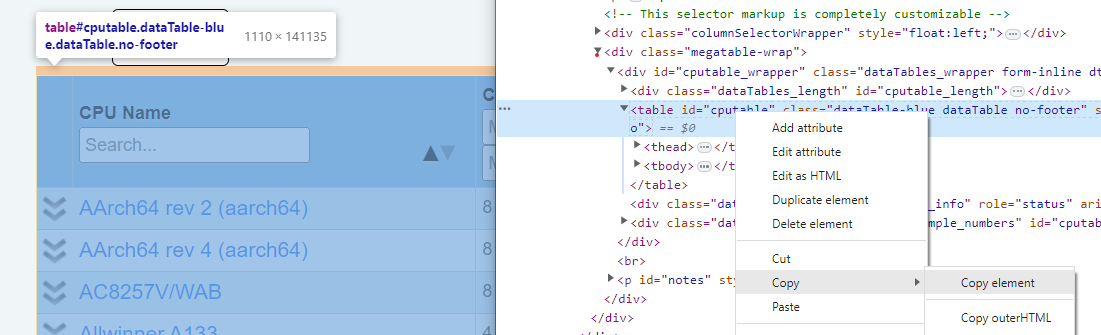 table#cputable.dataTable-blu
e.dataTable.no-footer
1110 × 141135
CPU Name
Search...
C
M
M
AArch64 rev 2 (aarch64)
8
AArch64 rev 4 (aarch64)
8
AC8257V/WAB
8
Allwinner A133
4
<!-- This selector markup is completely customizable -->
<div class="columnSelectorWrapper" style="float:left;">⋯</div>
<div class="megatable-wrap">
<div id="cputable_wrapper" class="dataTables_wrapper form-inline dt
<div class="dataTables_length" id="cputable_length">⋯</div>
⋯
<table id="cputable" class="dataTable-blue dataTable no-footer" s
o"> == $0
<thead>⋯</t
<tbody>⋯</t
</table>
<div class="dat
_info" role="status" ari
<div class="dat
mple_numbers" id="cputab
</div>
<br>
<p id="notes" sty
</div>
</div>
Add attribute
Edit attribute
Edit as HTML
Duplicate element
Delete element
Cut
Copy
Paste
Copy element
Copy outerHTML